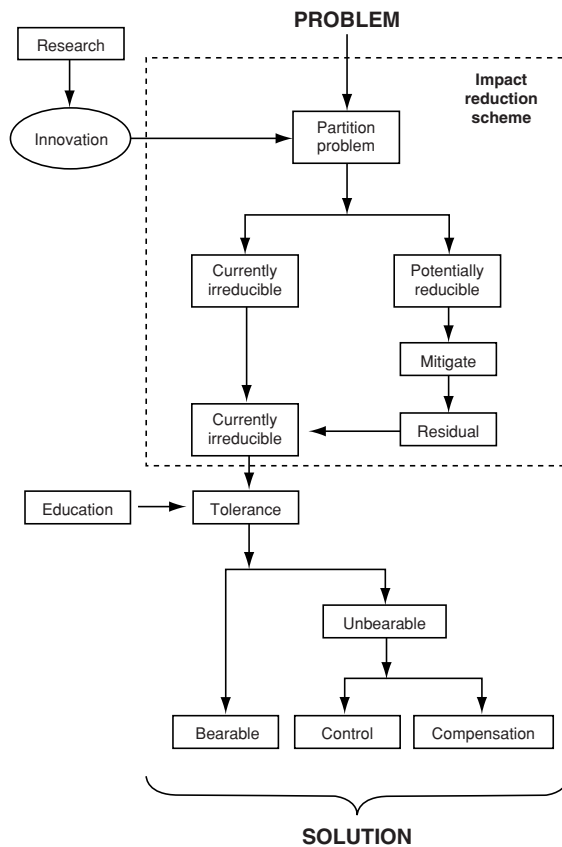 PROBLEM
Research
Impact
reduction
scheme
Innovation
Partition
problem
Currently
irreducible
Potentially
reducible
Mitigate
Currently
irreducible
Residual
Education
Tolerance
Unbearable
Bearable
Control
Compensation
SOLUTION